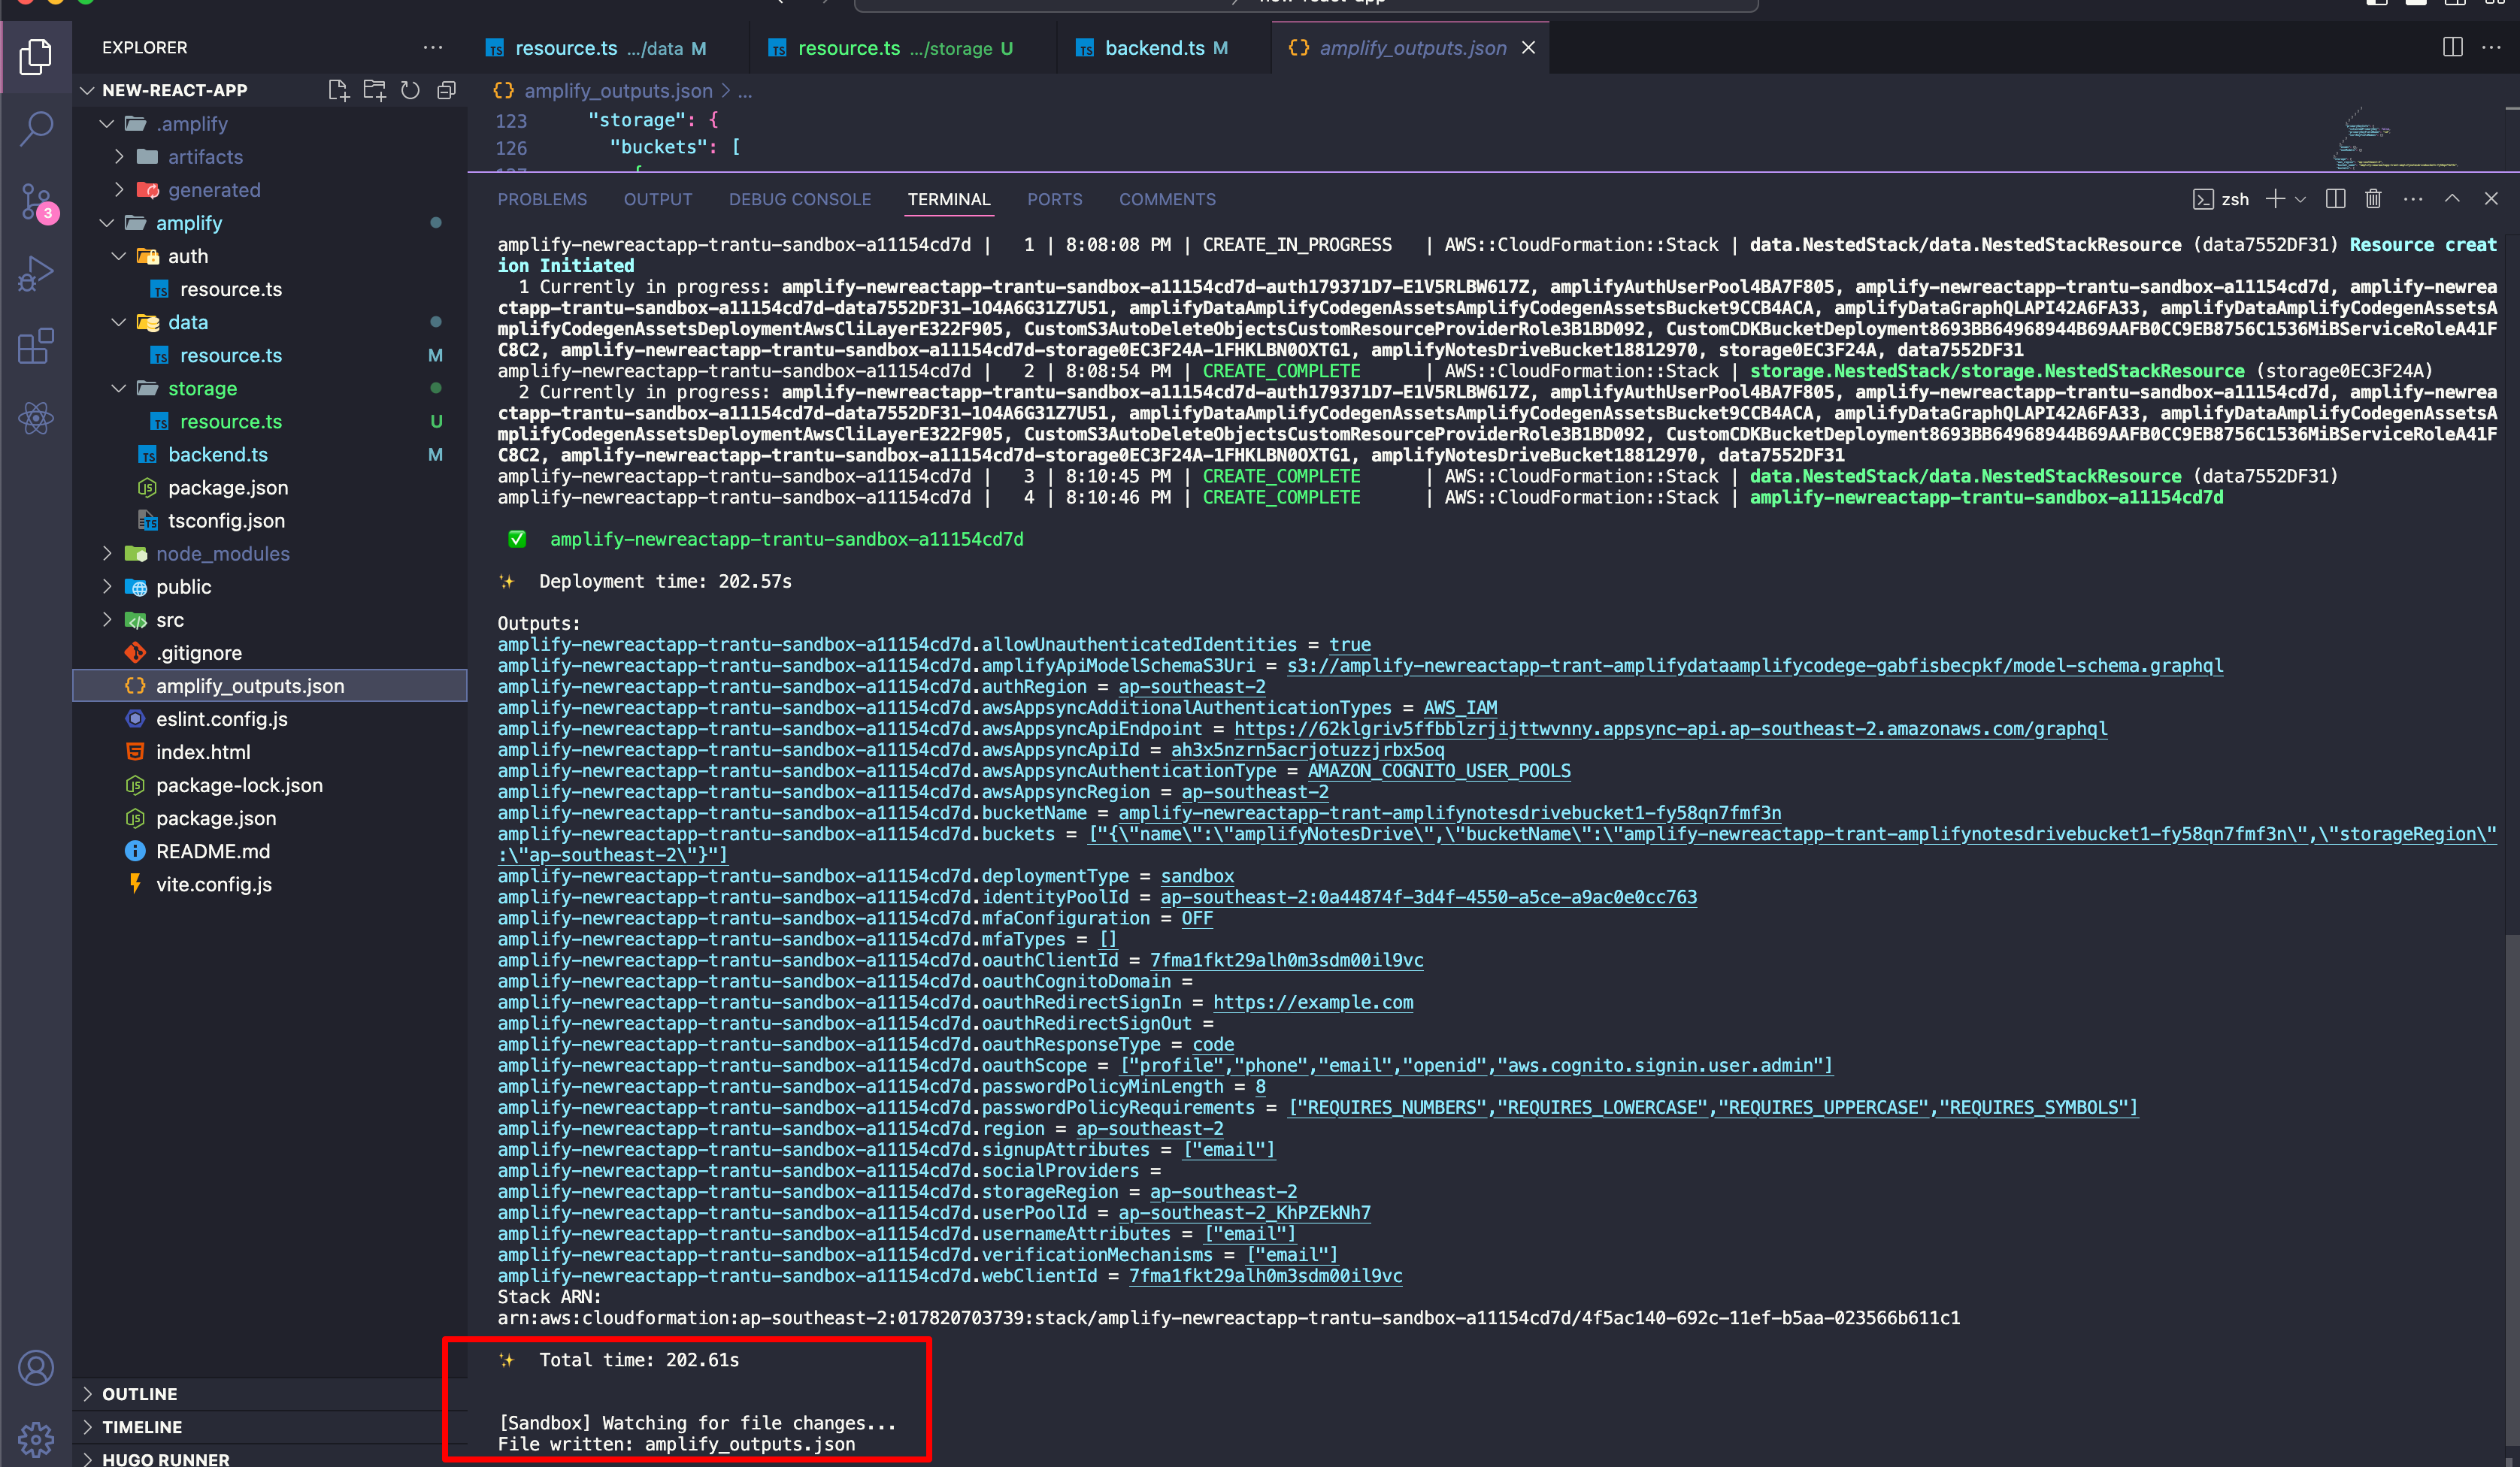 new-react-app
EXPLORER
NEW-REACT-APP
.amplify
artifacts
generated
amplify
auth
resource.ts
data
resource.ts M
storage
resource.ts U
backend.ts M
package.json
tsconfig.json
node_modules
public
src
.gitignore
amplify_outputs.json
eslint.config.js
index.html
package-lock.json
package.json
README.md
vite.config.js
OUTLINE
TIMELINE
HUGO RUNNER
3
resource.ts .../data M
resource.ts .../storage U
backend.ts M
amplify_outputs.json
amplify_outputs.json > ...
123 "storage": {
126 "buckets": [
127 {
PROBLEMS OUTPUT DEBUG CONSOLE TERMINAL PORTS COMMENTS
zsh
amplify-newreactapp-trantu-sandbox-a11154cd7d | 1 | 8:08:08 PM | CREATE_IN_PROGRESS | AWS::CloudFormation::Stack | data.NestedStack/data.NestedStackResource (data7552DF31) Resource creat
ion Initiated
1 Currently in progress: amplify-newreactapp-trantu-sandbox-a11154cd7d-auth179371D7-E1V5RLBW617Z, amplifyAuthUserPool4BA7F805, amplify-newreactapp-trantu-sandbox-a11154cd7d, amplify-newrea
ctapp-trantu-sandbox-a11154cd7d-data7552DF31-1O4A6G31Z7U51, amplifyDataAmplifyCodegenAssetsAmplifyCodegenAssetsBucket9CCB4ACA, amplifyDataGraphQLAPI42A6FA33, amplifyDataAmplifyCodegenAssetsA
mplifyCodegenAssetsDeploymentAwsCliLayerE322F905, CustomS3AutoDeleteObjectsCustomResourceProviderRole3B1BD092, CustomCDKBucketDeployment8693BB64968944B69AAFB0CC9EB8756C1536MiBServiceRoleA41F
C8C2, amplify-newreactapp-trantu-sandbox-a11154cd7d-storage0EC3F24A-1FHKLBN0OXTG1, amplifyNotesDriveBucket18812970, storage0EC3F24A, data7552DF31
amplify-newreactapp-trantu-sandbox-a11154cd7d | 2 | 8:08:54 PM | CREATE_COMPLETE | AWS::CloudFormation::Stack | storage.NestedStack/storage.NestedStackResource (storage0EC3F24A)
2 Currently in progress: amplify-newreactapp-trantu-sandbox-a11154cd7d-auth179371D7-E1V5RLBW617Z, amplifyAuthUserPool4BA7F805, amplify-newreactapp-trantu-sandbox-a11154cd7d, amplify-newrea
ctapp-trantu-sandbox-a11154cd7d-data7552DF31-1O4A6G31Z7U51, amplifyDataAmplifyCodegenAssetsAmplifyCodegenAssetsBucket9CCB4ACA, amplifyDataGraphQLAPI42A6FA33, amplifyDataAmplifyCodegenAssetsA
mplifyCodegenAssetsDeploymentAwsCliLayerE322F905, CustomS3AutoDeleteObjectsCustomResourceProviderRole3B1BD092, CustomCDKBucketDeployment8693BB64968944B69AAFB0CC9EB8756C1536MiBServiceRoleA41F
C8C2, amplify-newreactapp-trantu-sandbox-a11154cd7d-storage0EC3F24A-1FHKLBN0OXTG1, amplifyNotesDriveBucket18812970, data7552DF31
amplify-newreactapp-trantu-sandbox-a11154cd7d | 3 | 8:10:45 PM | CREATE_COMPLETE | AWS::CloudFormation::Stack | data.NestedStack/data.NestedStackResource (data7552DF31)
amplify-newreactapp-trantu-sandbox-a11154cd7d | 4 | 8:10:46 PM | CREATE_COMPLETE | AWS::CloudFormation::Stack | amplify-newreactapp-trantu-sandbox-a11154cd7d
✅ amplify-newreactapp-trantu-sandbox-a11154cd7d
✨ Deployment time: 202.57s
Outputs:
amplify-newreactapp-trantu-sandbox-a11154cd7d.allowUnauthenticatedIdentities = true
amplify-newreactapp-trantu-sandbox-a11154cd7d.amplifyApiModelSchemaS3Uri = s3://amplify-newreactapp-trant-amplifydataamplifycodege-gabfisbecpkf/model-schema.graphql
amplify-newreactapp-trantu-sandbox-a11154cd7d.authRegion = ap-southeast-2
amplify-newreactapp-trantu-sandbox-a11154cd7d.awsAppsyncAdditionalAuthenticationTypes = AWS_IAM
amplify-newreactapp-trantu-sandbox-a11154cd7d.awsAppsyncApiEndpoint = https://62klgriv5ffbblzrjijttwvnny.appsync-api.ap-southeast-2.amazonaws.com/graphql
amplify-newreactapp-trantu-sandbox-a11154cd7d.awsAppsyncApiId = ah3x5nzrn5acrjotuzzjrbx5oq
amplify-newreactapp-trantu-sandbox-a11154cd7d.awsAppsyncAuthenticationType = AMAZON_COGNITO_USER_POOLS
amplify-newreactapp-trantu-sandbox-a11154cd7d.awsAppsyncRegion = ap-southeast-2
amplify-newreactapp-trantu-sandbox-a11154cd7d.bucketName = amplify-newreactapp-trant-amplifynotesdrivebucket1-fy58qn7fmf3n
amplify-newreactapp-trantu-sandbox-a11154cd7d.buckets = ["{\"name\":\"amplifyNotesDrive\",\"bucketName\":\"amplify-newreactapp-trant-amplifynotesdrivebucket1-fy58qn7fmf3n\",\"storageRegion\"
:\"ap-southeast-2\"}"]
amplify-newreactapp-trantu-sandbox-a11154cd7d.deploymentType = sandbox
amplify-newreactapp-trantu-sandbox-a11154cd7d.identityPoolId = ap-southeast-2:0a44874f-3d4f-4550-a5ce-a9ac0e0cc763
amplify-newreactapp-trantu-sandbox-a11154cd7d.mfaConfiguration = OFF
amplify-newreactapp-trantu-sandbox-a11154cd7d.mfaTypes = []
amplify-newreactapp-trantu-sandbox-a11154cd7d.oauthClientId = 7fma1fkt29alh0m3sdm00il9vc
amplify-newreactapp-trantu-sandbox-a11154cd7d.oauthCognitoDomain =
amplify-newreactapp-trantu-sandbox-a11154cd7d.oauthRedirectSignIn = https://example.com
amplify-newreactapp-trantu-sandbox-a11154cd7d.oauthRedirectSignOut =
amplify-newreactapp-trantu-sandbox-a11154cd7d.oauthResponseType = code
amplify-newreactapp-trantu-sandbox-a11154cd7d.oauthScope = ["profile","phone","email","openid","aws.cognito.signin.user.admin"]
amplify-newreactapp-trantu-sandbox-a11154cd7d.passwordPolicyMinLength = 8
amplify-newreactapp-trantu-sandbox-a11154cd7d.passwordPolicyRequirements = ["REQUIRES_NUMBERS","REQUIRES_LOWERCASE","REQUIRES_UPPERCASE","REQUIRES_SYMBOLS"]
amplify-newreactapp-trantu-sandbox-a11154cd7d.region = ap-southeast-2
amplify-newreactapp-trantu-sandbox-a11154cd7d.signupAttributes = ["email"]
amplify-newreactapp-trantu-sandbox-a11154cd7d.socialProviders =
amplify-newreactapp-trantu-sandbox-a11154cd7d.storageRegion = ap-southeast-2
amplify-newreactapp-trantu-sandbox-a11154cd7d.userPoolId = ap-southeast-2_KhPZEkNh7
amplify-newreactapp-trantu-sandbox-a11154cd7d.usernameAttributes = ["email"]
amplify-newreactapp-trantu-sandbox-a11154cd7d.verificationMechanisms = ["email"]
amplify-newreactapp-trantu-sandbox-a11154cd7d.webClientId = 7fma1fkt29alh0m3sdm00il9vc
Stack ARN:
arn:aws:cloudformation:ap-southeast-2:017820703739:stack/amplify-newreactapp-trantu-sandbox-a11154cd7d/4f5ac140-692c-11ef-b5aa-023566b611c1
✨ Total time: 202.61s
[Sandbox] Watching for file changes...
File written: amplify_outputs.json